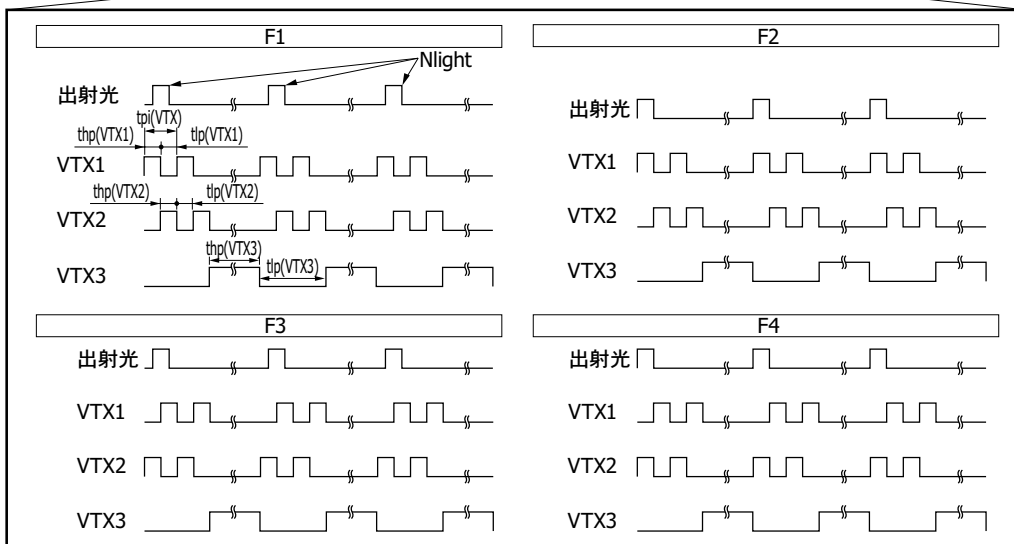 F1
Nlight
出射光
tpi(VTX)
thp(VTX1)
tlp(VTX1)
VTX1
thp(VTX2)
tlp(VTX2)
VTX2
thp(VTX3)
tlp(VTX3)
VTX3
F2
出射光
VTX1
VTX2
VTX3
F3
出射光
VTX1
VTX2
VTX3
F4
出射光
VTX1
VTX2
VTX3